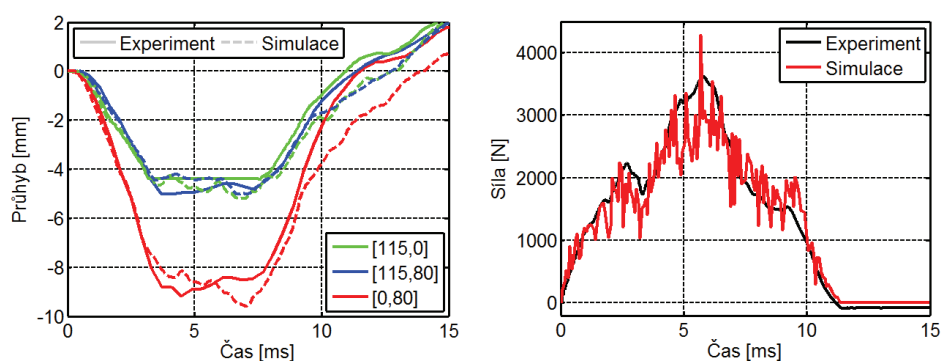 2
0
-2
-4
-6
-8
-10
Průhyb [mm]
Experiment
Simulace
[115,0]
[115,80]
[0,80]
0
5
10
15
Čas [ms]
4000
3000
2000
1000
0
Síla [N]
Experiment
Simulace
0
5
10
15
Čas [ms]